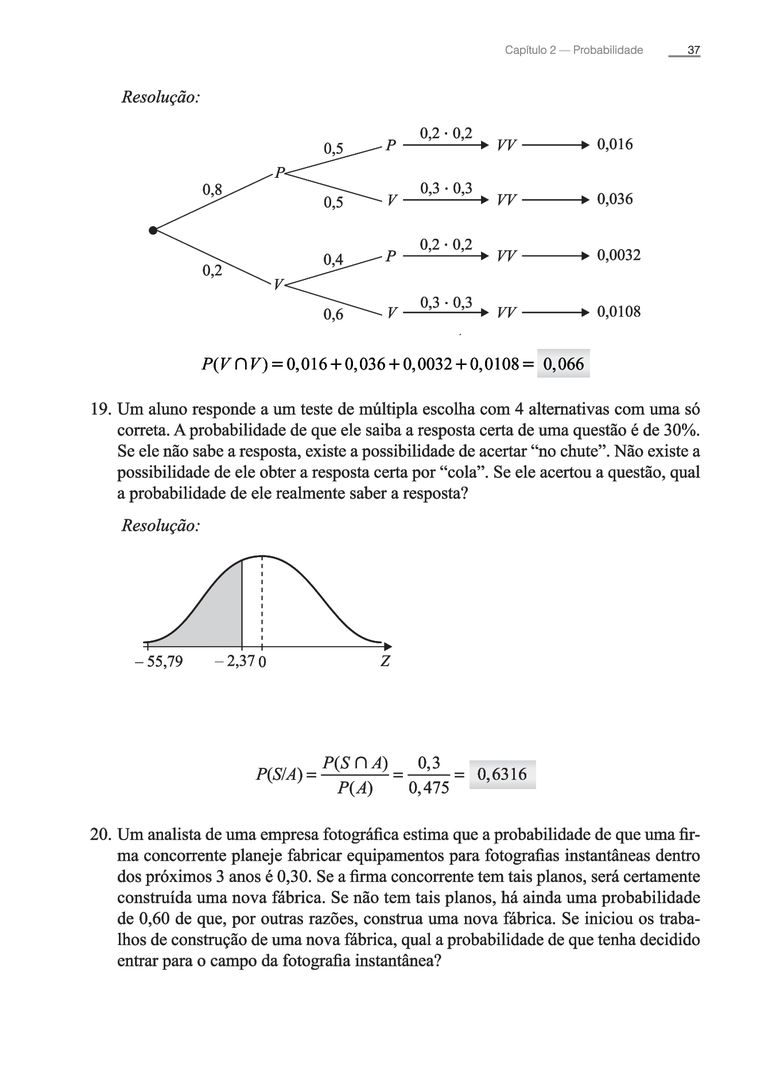 Capítulo 2 — Probabilidade 37
Resolução:
0,8
0,2
P
V
0,5
0,5
0,4
0,6
P 0,2 · 0,2 VV 0,016
V 0,3 · 0,3 VV 0,036
P 0,2 · 0,2 VV 0,0032
V 0,3 · 0,3 VV 0,0108
P(V ∩ V) = 0,016 + 0,036 + 0,0032 + 0,0108 = 0,066
19. Um aluno responde a um teste de múltipla escolha com 4 alternativas com uma só
correta. A probabilidade de que ele saiba a resposta certa de uma questão é de 30%.
Se ele não sabe a resposta, existe a possibilidade de acertar “no chute”. Não existe a
possibilidade de ele obter a resposta certa por “cola”. Se ele acertou a questão, qual
a probabilidade de ele realmente saber a resposta?
Resolução:
– 55,79 – 2,37 0 Z
P(S/A) = P(S ∩ A) / P(A) = 0,3 / 0,475 = 0,6316
20. Um analista de uma empresa fotográfica estima que a probabilidade de que uma fir-
ma concorrente planeje fabricar equipamentos para fotografias instantâneas dentro
dos próximos 3 anos é 0,30. Se a firma concorrente tem tais planos, será certamente
construída uma nova fábrica. Se não tem tais planos, há ainda uma probabilidade
de 0,60 de que, por outras razões, construa uma nova fábrica. Se iniciou os traba-
lhos de construção de uma nova fábrica, qual a probabilidade de que tenha decidido
entrar para o campo da fotografia instantânea?